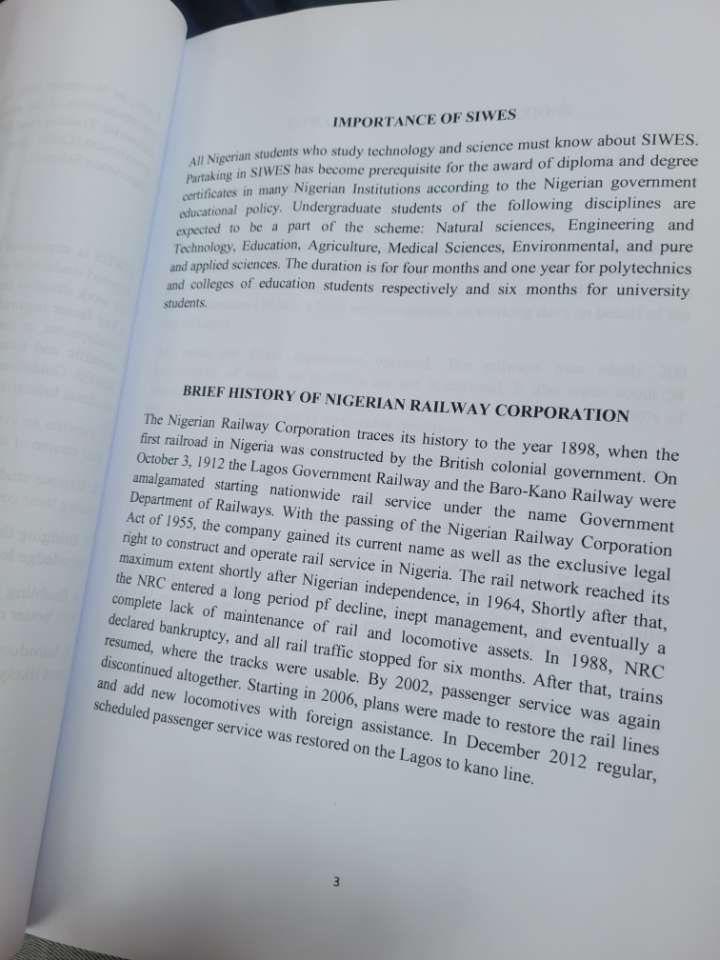 IMPORTANCE OF SIWES
All Nigerian students who study technology and science must know about SIWES.
Partaking in SIWES has become prerequisite for the award of diploma and degree
certificates in many Nigerian Institutions according to the Nigerian government
educational policy. Undergraduate students of the following disciplines are
expected to be a part of the scheme: Natural sciences, Engineering and
Technology, Education, Agriculture, Medical Sciences, Environmental, and pure
and applied sciences. The duration is for four months and one year for polytechnics
and colleges of education students respectively and six months for university
students.
BRIEF HISTORY OF NIGERIAN RAILWAY CORPORATION
The Nigerian Railway Corporation traces its history to the year 1898, when the
first railroad in Nigeria was constructed by the British colonial government. On
October 3, 1912 the Lagos Government Railway and the Baro-Kano Railway were
amalgamated starting nationwide rail service under the name Government
Department of Railways. With the passing of the Nigerian Railway Corporation
Act of 1955, the company gained its current name as well as the exclusive legal
right to construct and operate rail service in Nigeria. The rail network reached its
maximum extent shortly after Nigerian independence, in 1964, Shortly after that,
the NRC entered a long period pf decline, inept management, and eventually a
complete lack of maintenance of rail and locomotive assets. In 1988, NRC
declared bankruptcy, and all rail traffic stopped for six months. After that, trains
resumed, where the tracks were usable. By 2002, passenger service was again
discontinued altogether. Starting in 2006, plans were made to restore the rail lines
and add new locomotives with foreign assistance. In December 2012 regular,
scheduled passenger service was restored on the Lagos to kano line.
3